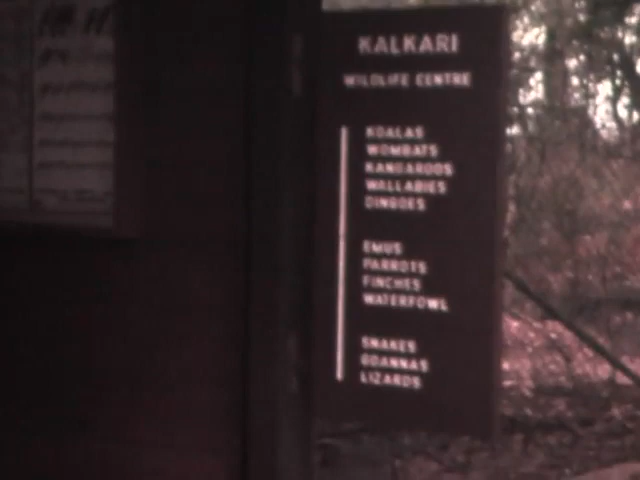 KALKARI
WILDLIFE CENTRE
KOALAS
WOMBATS
KANGAROOS
WALLABIES
DINGOES
EMUS
PARROTS
FINCHES
WATERFOWL
SNAKES
GOANNAS
LIZARDS